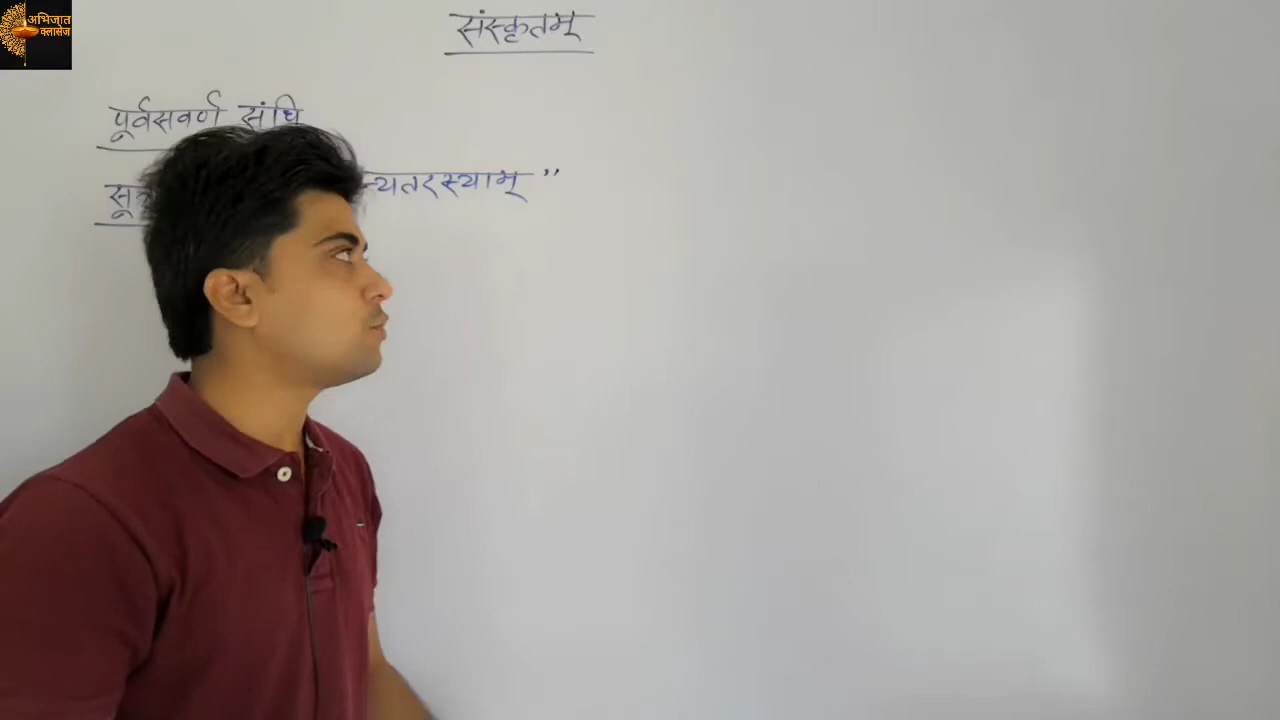 अभिजात
क्लासेज
संस्कृतम्
पूर्वसवर्ण संधि
सूत्र न्यतरस्याम् ”